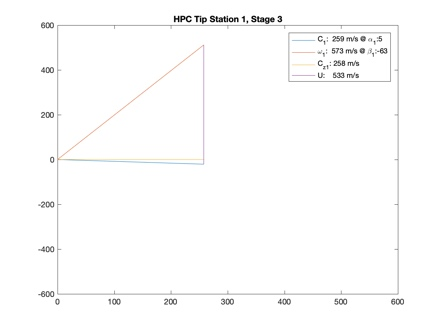 HPC Tip Station 1, Stage 3
C1: 259 m/s @ α1:5
ω1: 573 m/s @ β1:-63
Cz1: 258 m/s
U: 533 m/s
600
400
200
0
-200
-400
-600
0 100 200 300 400 500 600